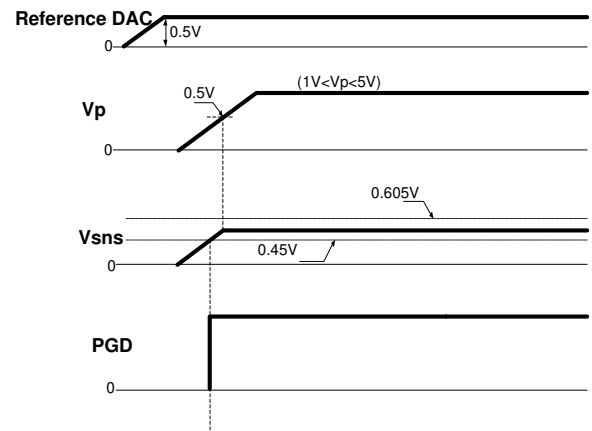 Reference DAC
0.5V
0
(1V<Vp<5V)
0.5V
Vp
0
0.605V
Vsns
0.45V
0
PGD
0